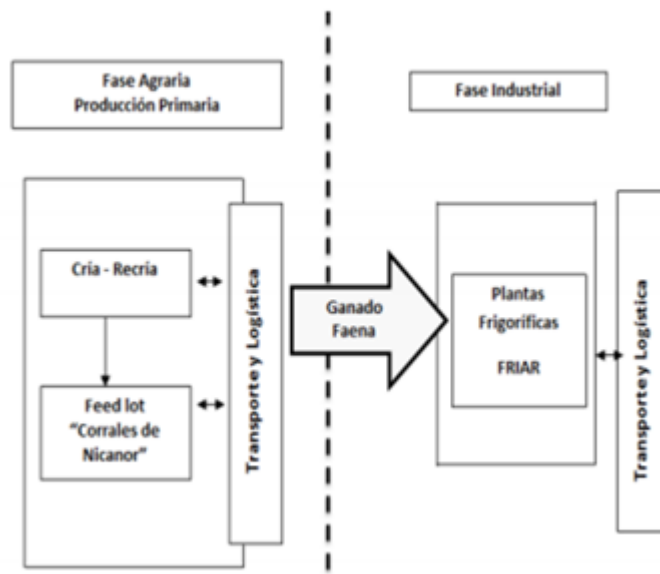 Fase Agraria
Producción Primaria
Fase Industrial
Cría - Recría
Feed lot
"Corrales de
Nicanor"
Transporte y Logística
Ganado
Faena
Plantas
Frigoríficas
FRIAR
Transporte y Logística